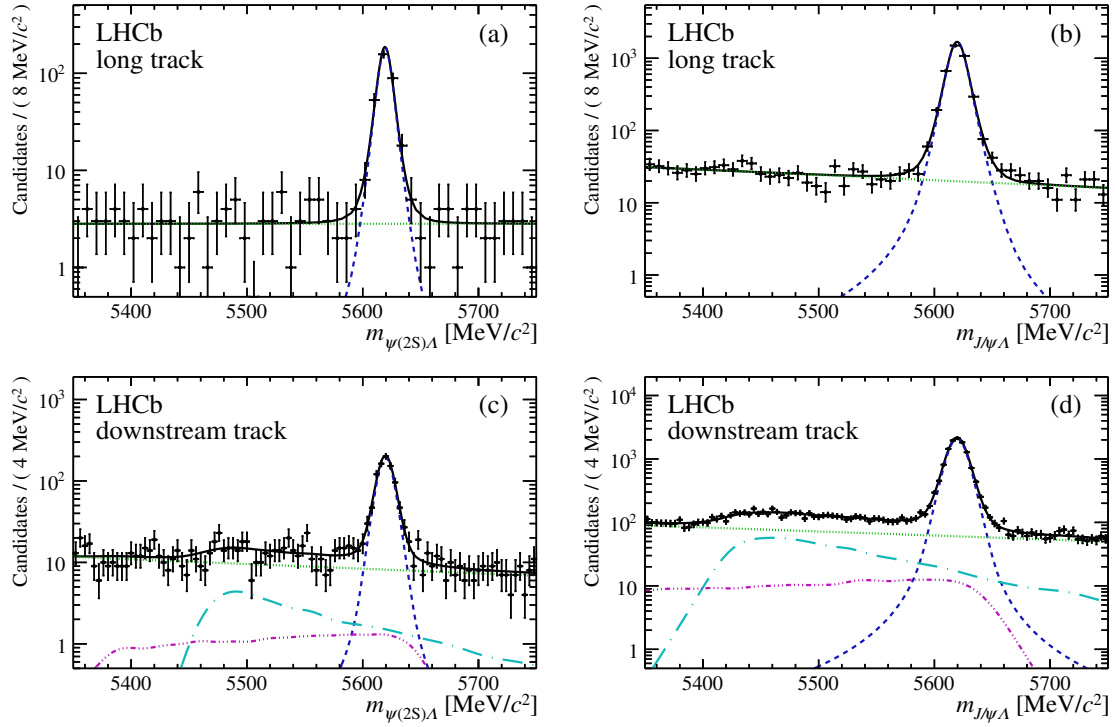 LHCb
long track
(a)
Candidates / ( 8 MeV/c²)
10²
10
1
5400 5500 5600 5700
m_ψ(2S)Λ [MeV/c²]
LHCb
long track
(b)
Candidates / ( 8 MeV/c²)
10³
10²
10
1
5400 5500 5600 5700
m_J/ψΛ [MeV/c²]
LHCb
downstream track
(c)
Candidates / ( 4 MeV/c²)
10³
10²
10
1
5400 5500 5600 5700
m_ψ(2S)Λ [MeV/c²]
LHCb
downstream track
(d)
Candidates / ( 4 MeV/c²)
10⁴
10³
10²
10
1
5400 5500 5600 5700
m_J/ψΛ [MeV/c²]